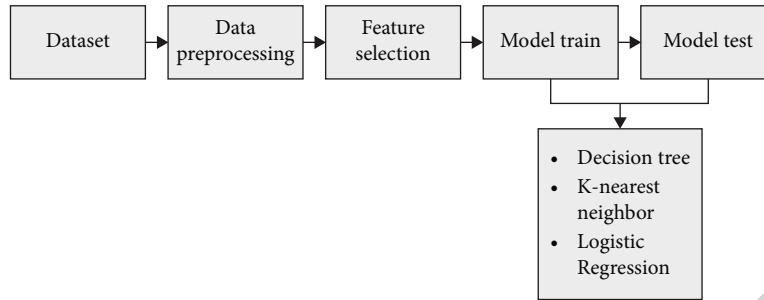 Dataset
Data
preprocessing
Feature
selection
Model train
Model test
• Decision tree
• K-nearest
neighbor
• Logistic
Regression